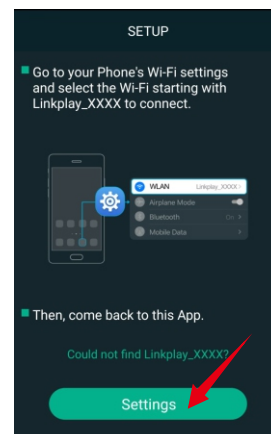 SETUP
Go to your Phone's Wi-Fi settings
and select the Wi-Fi starting with
Linkplay_XXXX to connect.
WLAN Linkplay_XXXX >
Airplane Mode
Bluetooth On >
Mobile Data >
Then, come back to this App.
Could not find Linkplay_XXXX?
Settings